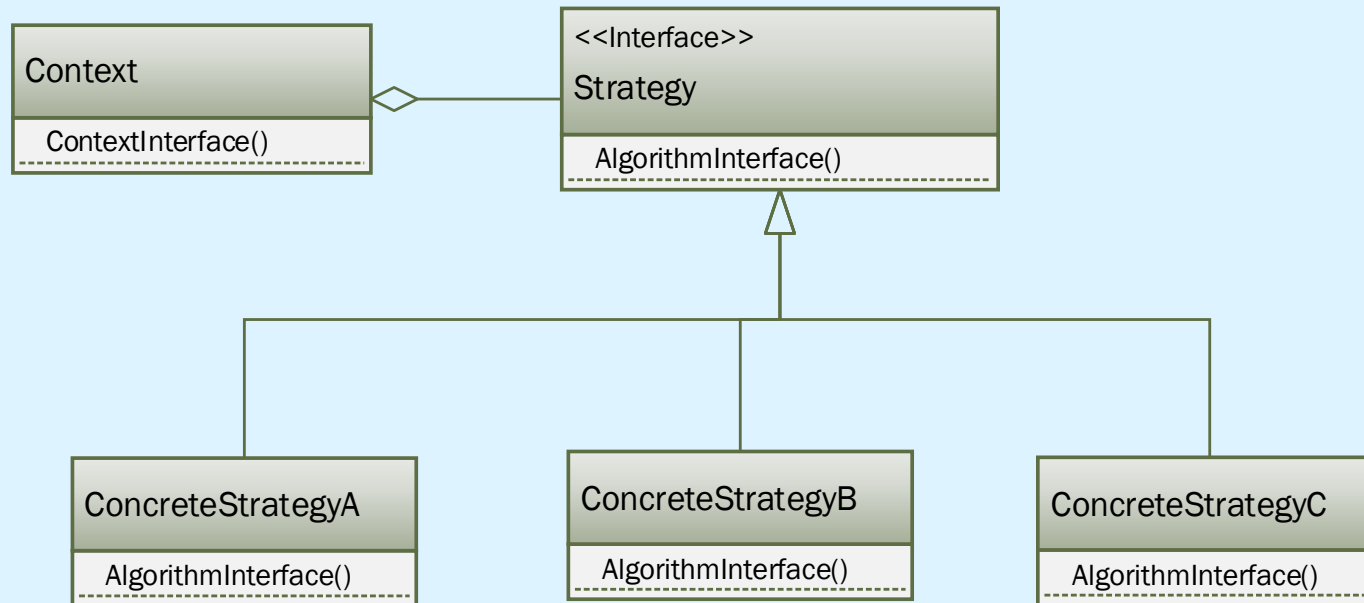 Context
ContextInterface()
<<Interface>>
Strategy
AlgorithmInterface()
ConcreteStrategyA
AlgorithmInterface()
ConcreteStrategyB
AlgorithmInterface()
ConcreteStrategyC
AlgorithmInterface()